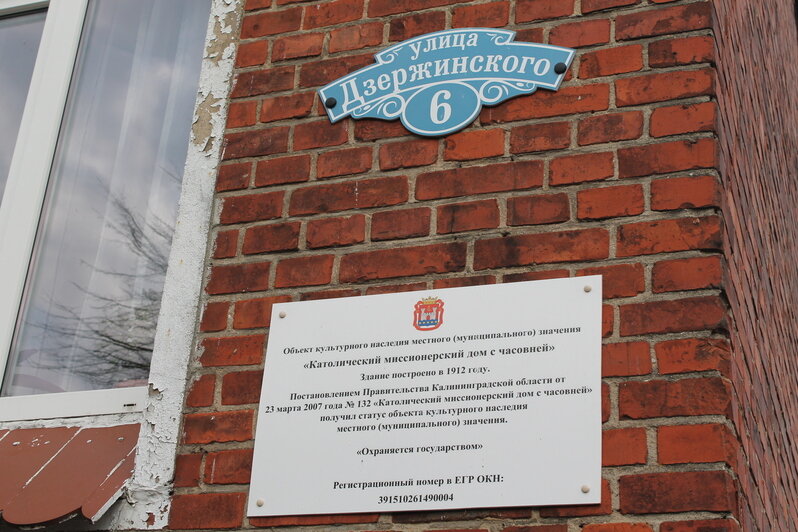 улица
Дзержинского
6
Объект культурного наследия местного (муниципального) значения
«Католический миссионерский дом с часовней»
Здание построено в 1912 году.
Постановлением Правительства Калининградской области от
23 марта 2007 года № 132 «Католический миссионерский дом с часовней»
получил статус объекта культурного наследия
местного (муниципального) значения.
«Охраняется государством»
Регистрационный номер в ЕГР ОКН:
391510261490004